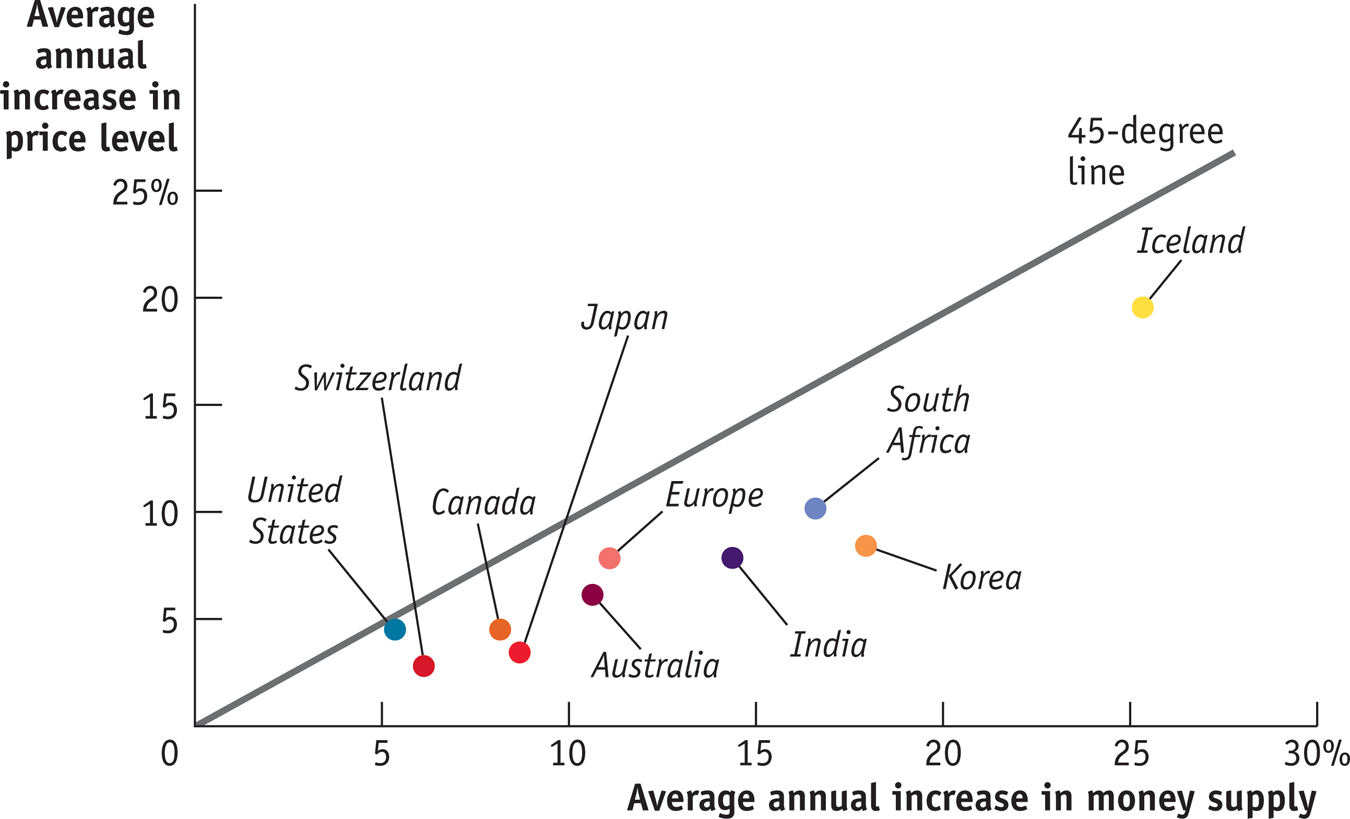 Average
annual
increase in
price level
45-degree
line
25%
Iceland
20
Japan
Switzerland
15
South
Africa
United
States
Canada
Europe
10
Korea
5
India
Australia
0
5
10
15
20
25
30%
Average annual increase in money supply